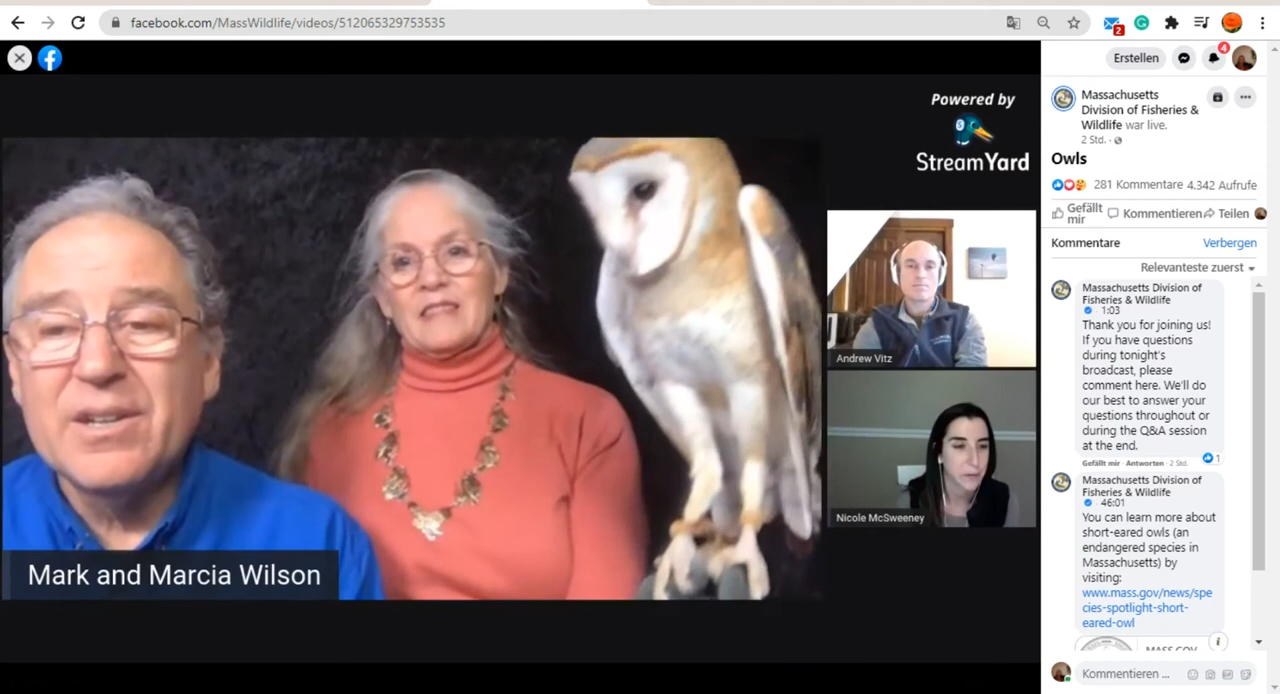 facebook.com/MassWildlife/videos/512065329753535
2
Erstellen
4
Powered by
StreamYard
Mark and Marcia Wilson
Andrew Vitz
Nicole McSweeney
Massachusetts
Division of Fisheries &
Wildlife war live.
2 Std. ·
Owls
281 Kommentare 4.342 Aufrufe
Gefällt
mir
Kommentieren
Teilen
Kommentare
Verbergen
Relevanteste zuerst
Massachusetts Division of
Fisheries & Wildlife
· 1:03
Thank you for joining us!
If you have questions
during tonight's
broadcast, please
comment here. We'll do
our best to answer your
questions throughout or
during the Q&A session
at the end.
1
Gefällt mir · Antworten · 2 Std.
Massachusetts Division of
Fisheries & Wildlife
· 46:01
You can learn more about
short-eared owls (an
endangered species in
Massachusetts) by
visiting:
www.mass.gov/news/spe
cies-spotlight-short-
eared-owl
MASS.GOV
Kommentieren ...